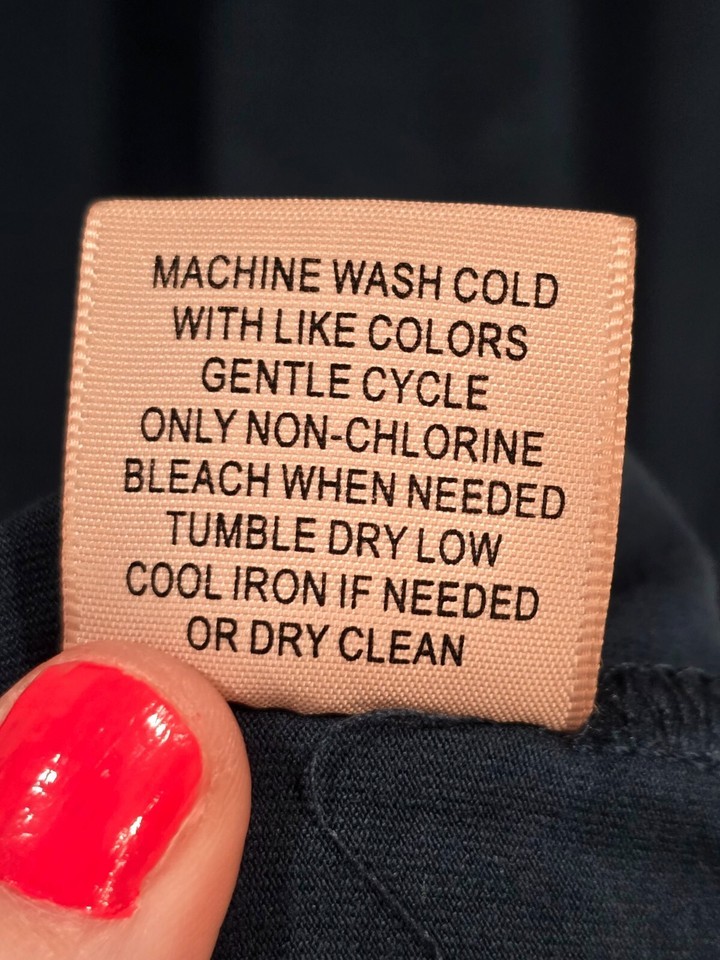 MACHINE WASH COLD
WITH LIKE COLORS
GENTLE CYCLE
ONLY NON-CHLORINE
BLEACH WHEN NEEDED
TUMBLE DRY LOW
COOL IRON IF NEEDED
OR DRY CLEAN